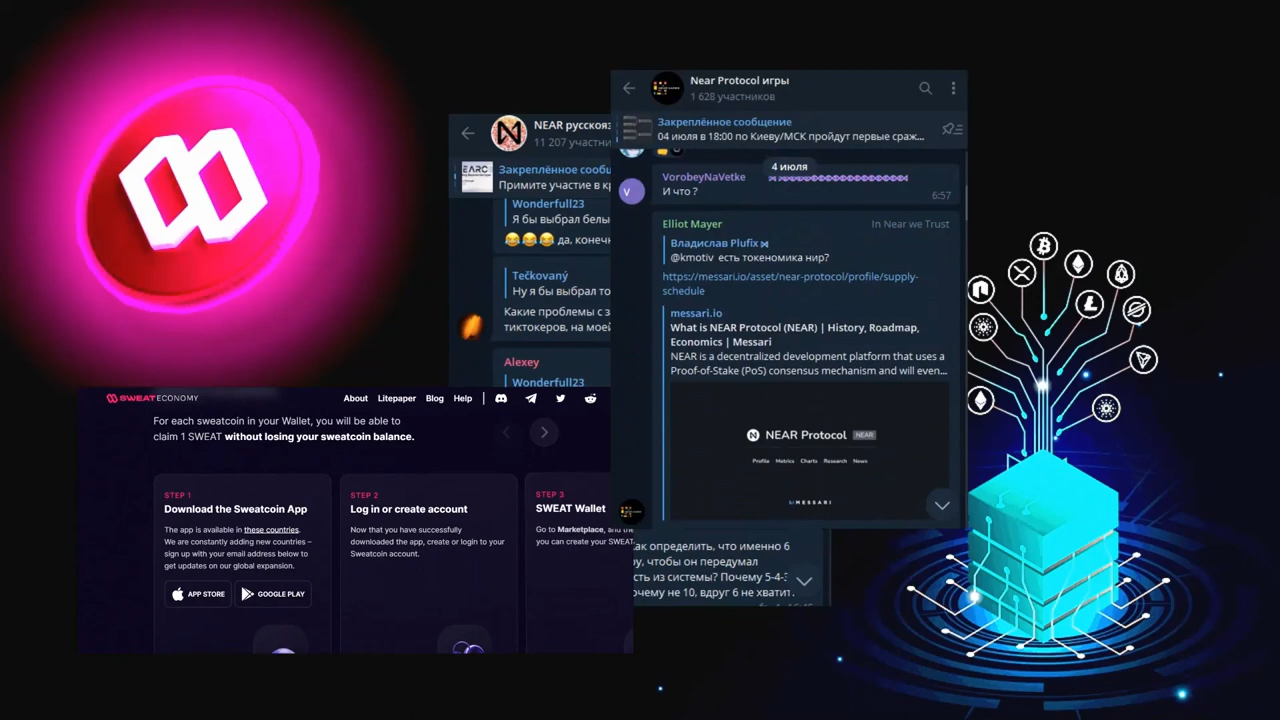 NEAR русскояз
11 207 участни
Закреплённое сообщ
Примите участие в к
Wonderfull23
Я бы выбрал белы
😂😂😂 да, конечн
Tečkovaný
Ну я бы выбрал то
Какие проблемы с з
тиктокеров, на моей
Alexey
Wonderfull23
Near Protocol игры
1 628 участников
Закреплённое сообщение
04 июля в 18:00 по Киеву/МСК пройдут первые сраж...
4 июля
VorobeyNaVetke
И что ?
6:57
Elliot Mayer
In Near we Trust
Владислав Plufix
@kmotiv есть токеномика нир?
https://messari.io/asset/near-protocol/profile/supply-
schedule
messari.io
What is NEAR Protocol (NEAR) | History, Roadmap,
Economics | Messari
NEAR is a decentralized development platform that uses a
Proof-of-Stake (PoS) consensus mechanism and will even...
NEAR Protocol NEAR
Profile Metrics Charts Research News
MESSARI
SWEATECONOMY
About Litepaper Blog Help
For each sweatcoin in your Wallet, you will be able to
claim 1 SWEAT without losing your sweatcoin balance.
STEP 1
Download the Sweatcoin App
The app is available in these countries.
We are constantly adding new countries –
sign up with your email address below to
get updates on our global expansion.
APP STORE
GOOGLE PLAY
STEP 2
Log in or create account
Now that you have successfully
downloaded the app, create or login to your
Sweatcoin account.
STEP 3
SWEAT Wallet
Go to Marketplace, and the
you can create your SWEAT
как определить, что именно 6
ру, чтобы он передумал
сть из системы? Почему 5-4-3
очему не 10, вдруг 6 не хватит.